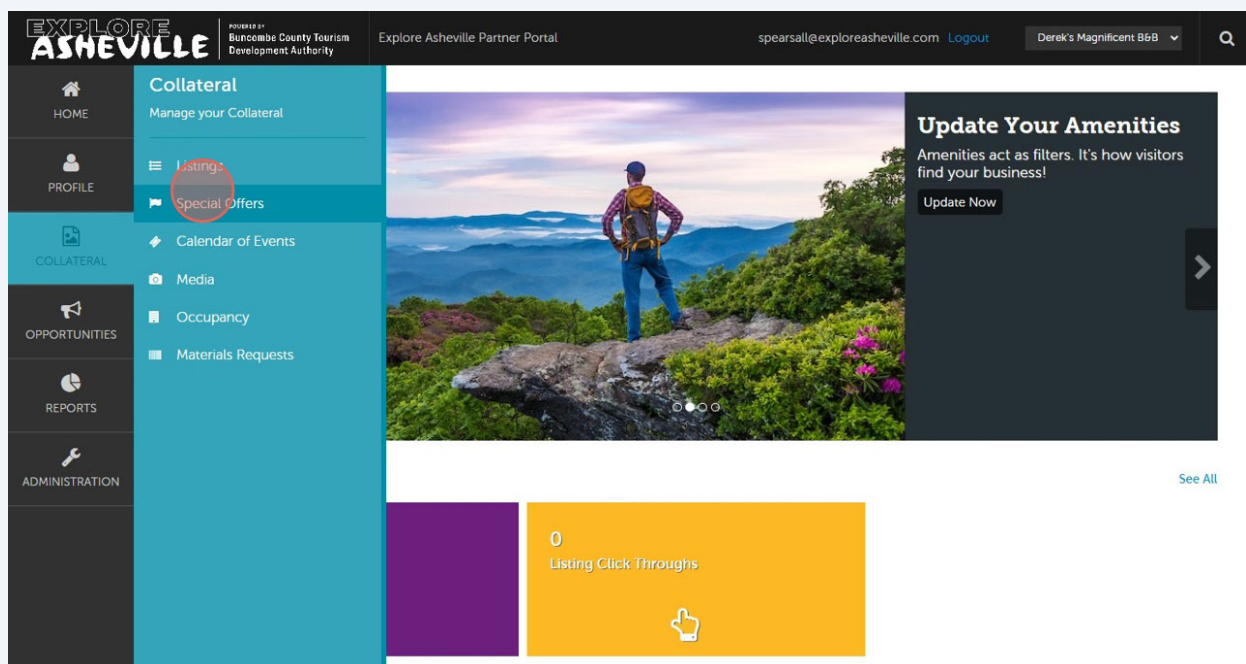 EXPLORE
ASHEVILLE
POWERED BY
Buncombe County Tourism
Development Authority
Explore Asheville Partner Portal
spearsall@exploreasheville.com Logout
Derek's Magnificent B&B
HOME
PROFILE
COLLATERAL
OPPORTUNITIES
REPORTS
ADMINISTRATION
Collateral
Manage your Collateral
Listings
Special Offers
Calendar of Events
Media
Occupancy
Materials Requests
Update Your Amenities
Amenities act as filters. It's how visitors
find your business!
Update Now
See All
0
Listing Click Throughs